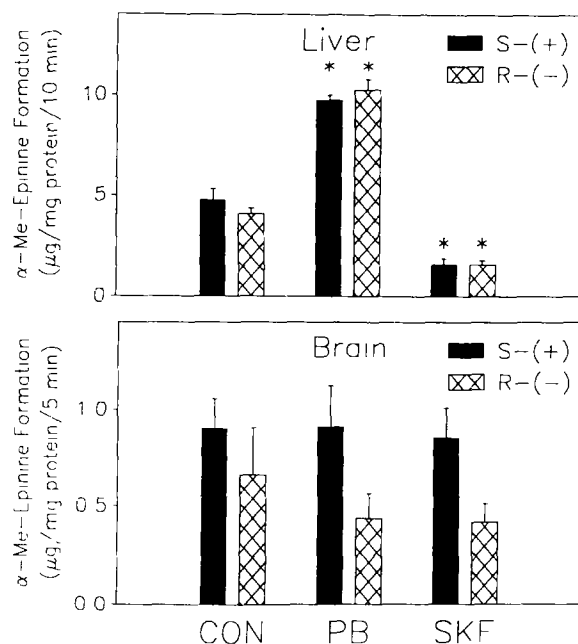 Liver
S-(+)
R-(-)
α-Me-Epinine Formation
(μg/mg protein/10 min)
10
5
0
* *
* *
Brain
S-(+)
R-(-)
α-Me-Epinine Formation
(μg/mg protein/5 min)
1 0
0 5
0 0
CON PB SKF